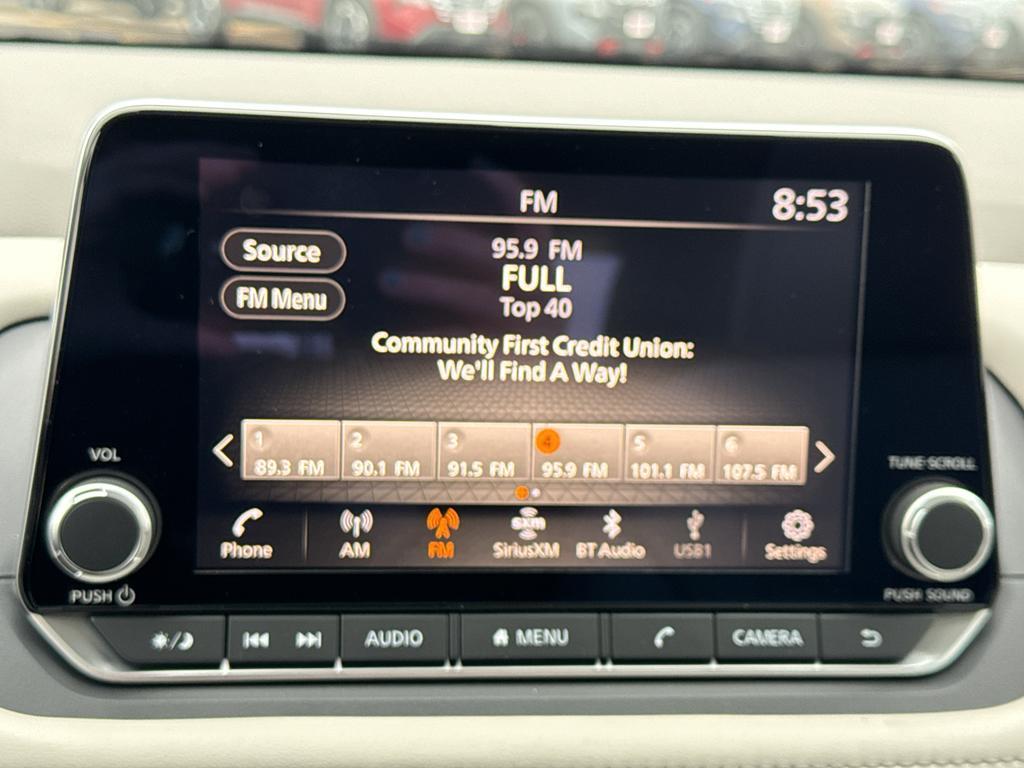 FM
8:53
Source
95.9 FM
FM Menu
FULL
Top 40
Community First Credit Union:
We'll Find A Way!
1 2 3 4 5 6
89.3 FM 90.1 FM 91.5 FM 95.9 FM 101.1 FM 107.5 FM
VOL
TUNE·SCROLL
sxm
Phone AM FM SiriusXM BT Audio USB1 Settings
PUSH
PUSH SOUND
AUDIO MENU CAMERA